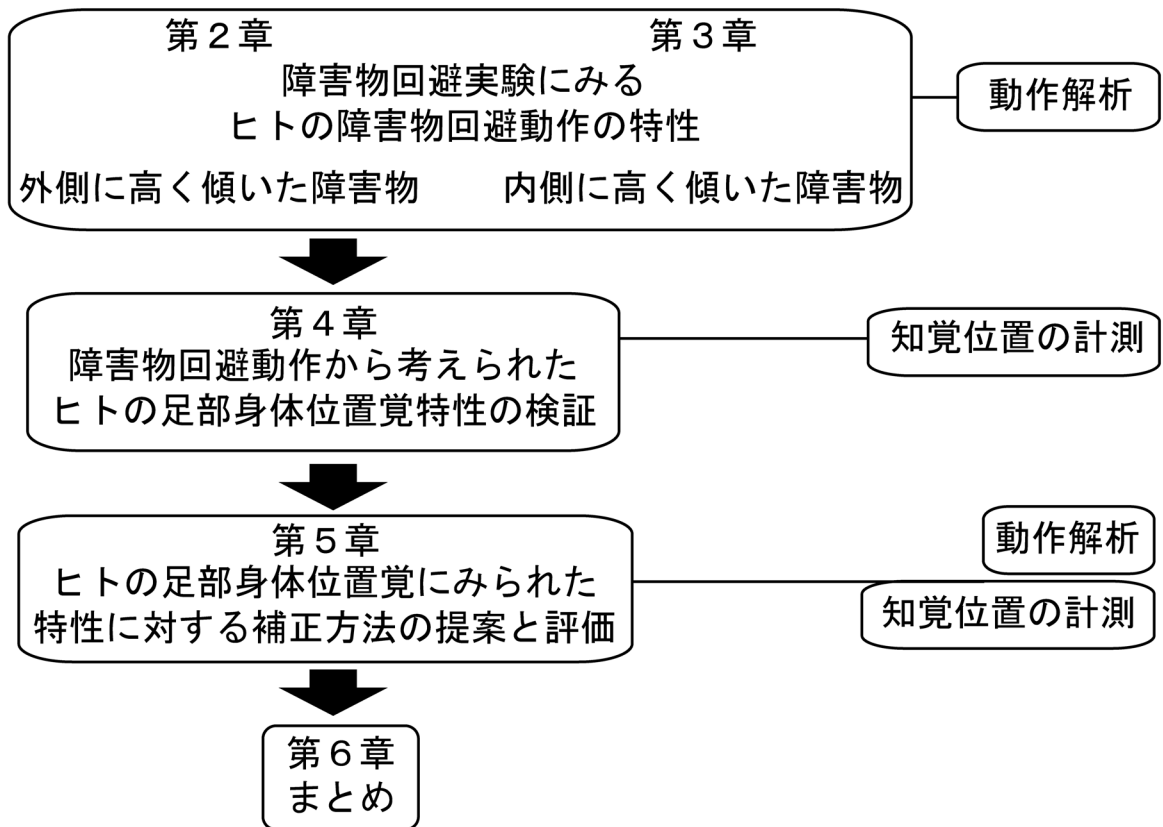 第２章
第３章
障害物回避実験にみる
ヒトの障害物回避動作の特性
外側に高く傾いた障害物
内側に高く傾いた障害物
動作解析
第４章
障害物回避動作から考えられた
ヒトの足部身体位置覚特性の検証
知覚位置の計測
第５章
ヒトの足部身体位置覚にみられた
特性に対する補正方法の提案と評価
動作解析
知覚位置の計測
第６章
まとめ